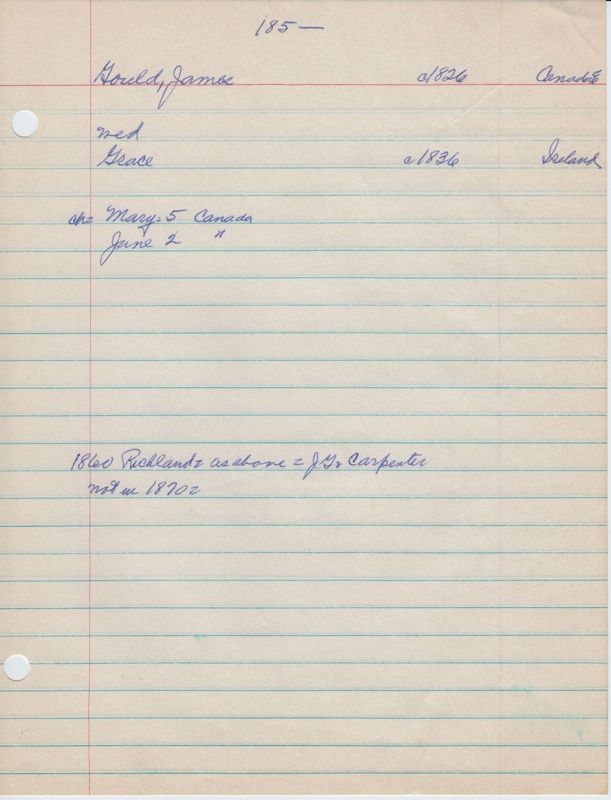 185—
Gould, James c1826 Canada
wed
Grace c1836 Ireland
ch= Mary= 5 Canada
June 2 "
1860 Richland= as above = J G= Carpenter
not in 1870=